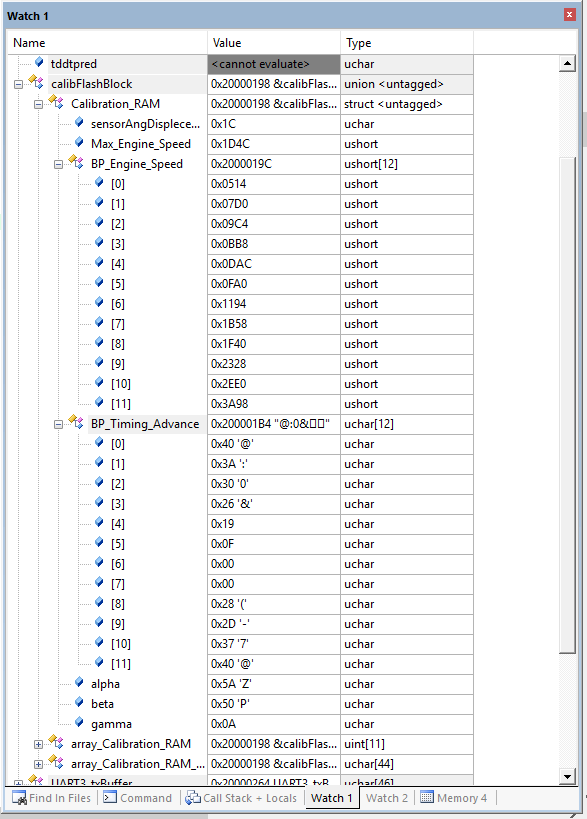 Watch 1
Name Value Type
tddtpred <cannot evaluate> uchar
calibFlashBlock 0x20000198 &calibFlas... union <untagged>
Calibration_RAM 0x20000198 &calibFlas... struct <untagged>
sensorAngDisplece... 0x1C uchar
Max_Engine_Speed 0x1D4C ushort
BP_Engine_Speed 0x2000019C ushort[12]
[0] 0x0514 ushort
[1] 0x07D0 ushort
[2] 0x09C4 ushort
[3] 0x0BB8 ushort
[4] 0x0DAC ushort
[5] 0x0FA0 ushort
[6] 0x1194 ushort
[7] 0x1B58 ushort
[8] 0x1F40 ushort
[9] 0x2328 ushort
[10] 0x2EE0 ushort
[11] 0x3A98 ushort
BP_Timing_Advance 0x200001B4 "@:0&▯▯" uchar[12]
[0] 0x40 '@' uchar
[1] 0x3A ':' uchar
[2] 0x30 '0' uchar
[3] 0x26 '&' uchar
[4] 0x19 uchar
[5] 0x0F uchar
[6] 0x00 uchar
[7] 0x00 uchar
[8] 0x28 '(' uchar
[9] 0x2D '-' uchar
[10] 0x37 '7' uchar
[11] 0x40 '@' uchar
alpha 0x5A 'Z' uchar
beta 0x50 'P' uchar
gamma 0x0A uchar
array_Calibration_RAM 0x20000198 &calibFlas... uint[11]
array_Calibration_RAM_... 0x20000198 &calibFlas... uchar[44]
UART3_txBuffer 0x20000264 UART3_txB... uchar[46]
Find In Files Command Call Stack + Locals Watch 1 Watch 2 Memory 4